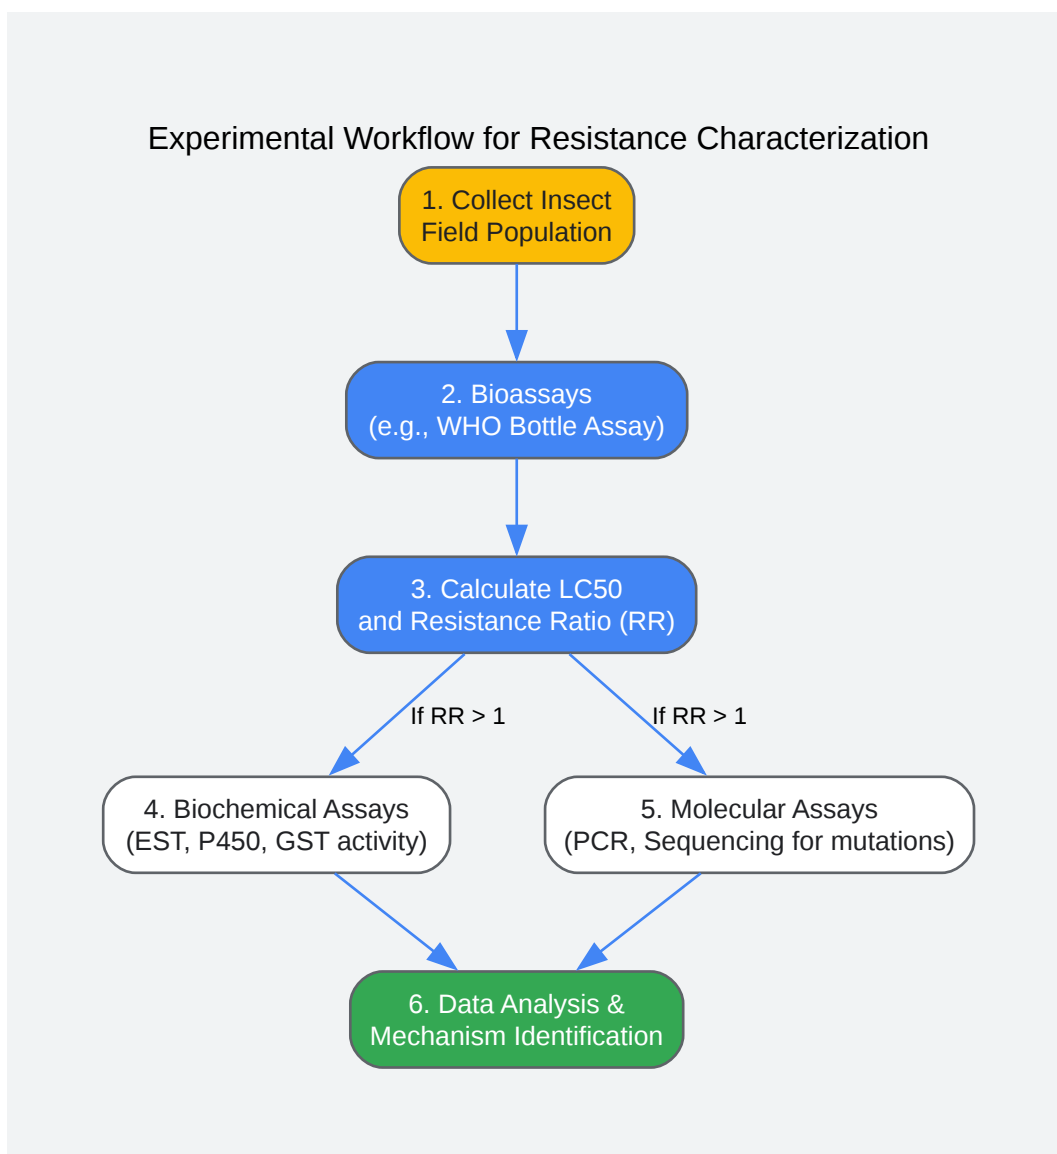 Experimental Workflow for Resistance Characterization
1. Collect Insect
Field Population
2. Bioassays
(e.g., WHO Bottle Assay)
3. Calculate LC50
and Resistance Ratio (RR)
If RR > 1
If RR > 1
4. Biochemical Assays
(EST, P450, GST activity)
5. Molecular Assays
(PCR, Sequencing for mutations)
6. Data Analysis &
Mechanism Identification